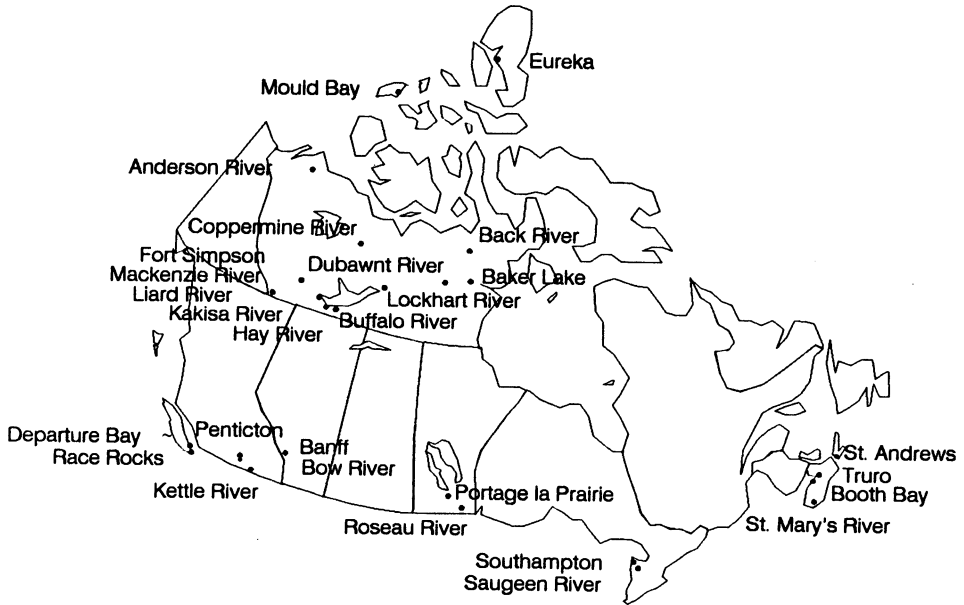 Eureka
Mould Bay
Anderson River
Coppermine River
Back River
Fort Simpson
Dubawnt River
Mackenzie River
Baker Lake
Liard River
Lockhart River
Kakisa River
Buffalo River
Hay River
Departure Bay
Penticton
Banff
Race Rocks
Bow River
Kettle River
Portage la Prairie
Roseau River
St. Andrews
Truro
Booth Bay
St. Mary's River
Southampton
Saugeen River